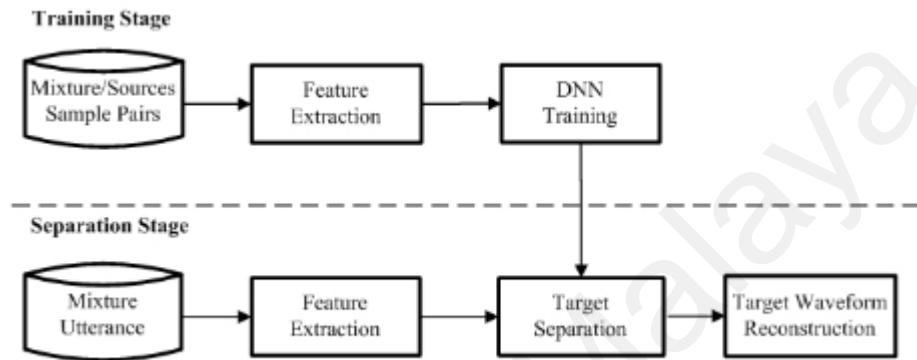 Training Stage
Mixture/Sources
Sample Pairs
Feature
Extraction
DNN
Training
Separation Stage
Mixture
Utterance
Feature
Extraction
Target
Separation
Target Waveform
Reconstruction
Malaya